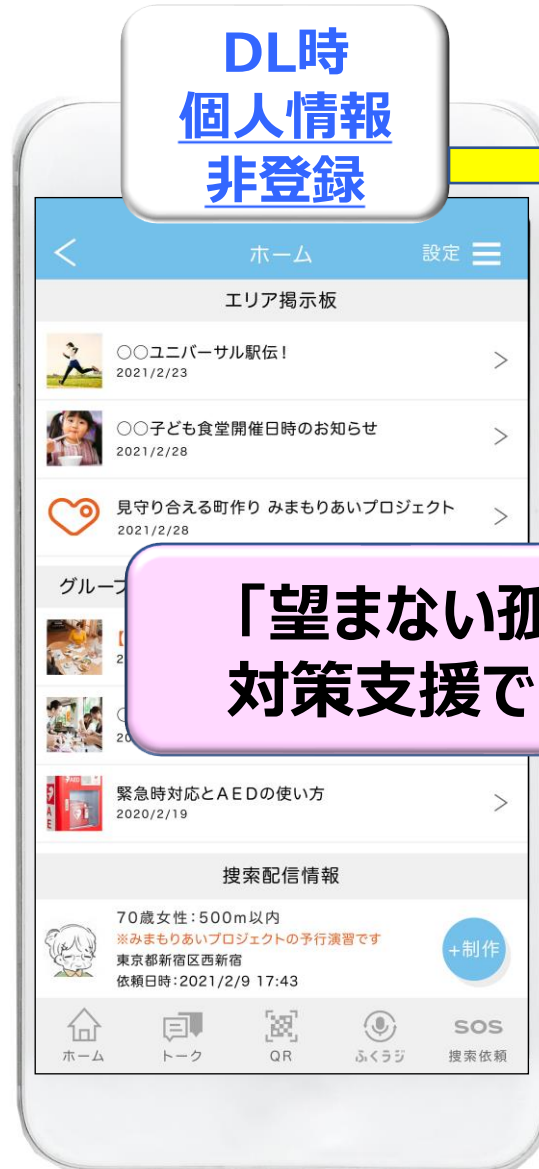 DL時
個人情報
非登録
ホーム
設定
エリア掲示板
○○ユニバーサル駅伝!
2021/2/23
○○子ども食堂開催日時のお知らせ
2021/2/28
見守り合える町作り みまもりあいプロジェクト
2021/2/28
グルー
「望まない孤
対策支援で
緊急時対応とAEDの使い方
2020/2/19
捜索配信情報
70歳女性:500m以内
※みまもりあいプロジェクトの予行演習です
東京都新宿区西新宿
依頼日時:2021/2/9 17:43
+制作
ホーム
トーク
QR
ふくラジ
SOS
捜索依頼